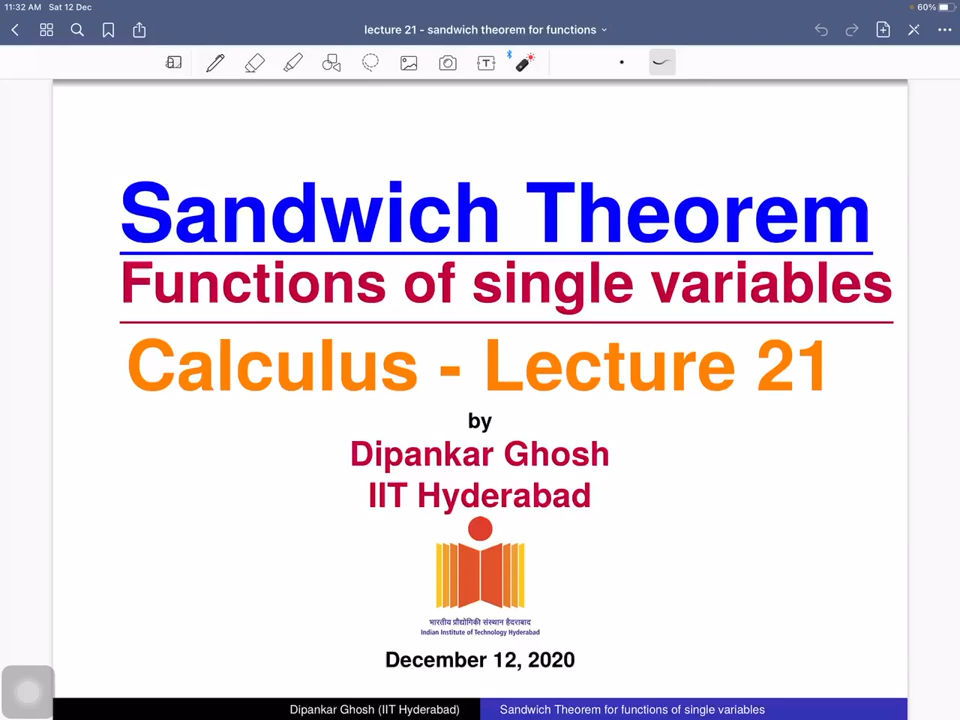 11:32 AM Sat 12 Dec
60%
lecture 21 - sandwich theorem for functions
T
Sandwich Theorem
Functions of single variables
Calculus - Lecture 21
by
Dipankar Ghosh
IIT Hyderabad
भारतीय प्रौद्योगिकी संस्थान हैदराबाद
Indian Institute of Technology Hyderabad
December 12, 2020
Dipankar Ghosh (IIT Hyderabad)
Sandwich Theorem for functions of single variables